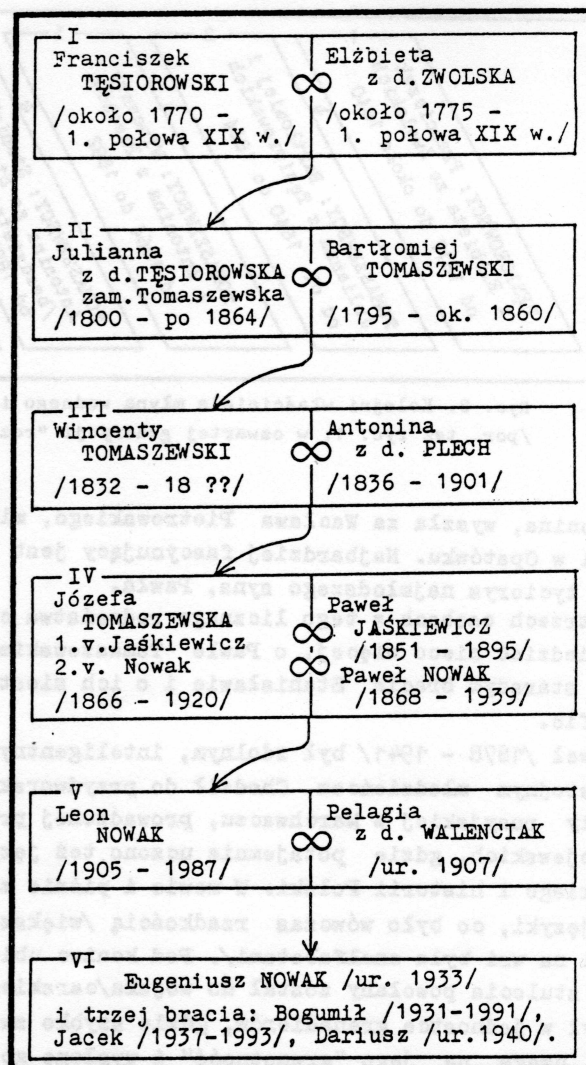 I
Franciszek
TĘSIOROWSKI
/około 1770 -
1. połowa XIX w./
∞
Elżbieta
z d.ZWOLSKA
/około 1775 -
1. połowa XIX w./
II
Julianna
z d.TĘSIOROWSKA
zam.Tomaszewska
/1800 - po 1864/
∞
Bartłomiej
TOMASZEWSKI
/1795 - ok. 1860/
III
Wincenty
TOMASZEWSKI
/1832 - 18 ??/
∞
Antonina
z d. PLECH
/1836 - 1901/
IV
Józefa
TOMASZEWSKA
1 v.Jaśkiewicz
2 v. Nowak
/1866 - 1920/
∞
∞
Paweł
JAŚKIEWICZ
/1851 - 1895/
Paweł NOWAK
/1868 - 1939/
V
Leon
NOWAK
/1905 - 1987/
∞
Pelagia
z d. WALENCIAK
/ur. 1907/
VI
Eugeniusz NOWAK /ur. 1933/
i trzej bracia: Bogumił /1931-1991/,
Jacek /1937-1993/, Dariusz /ur.1940/.